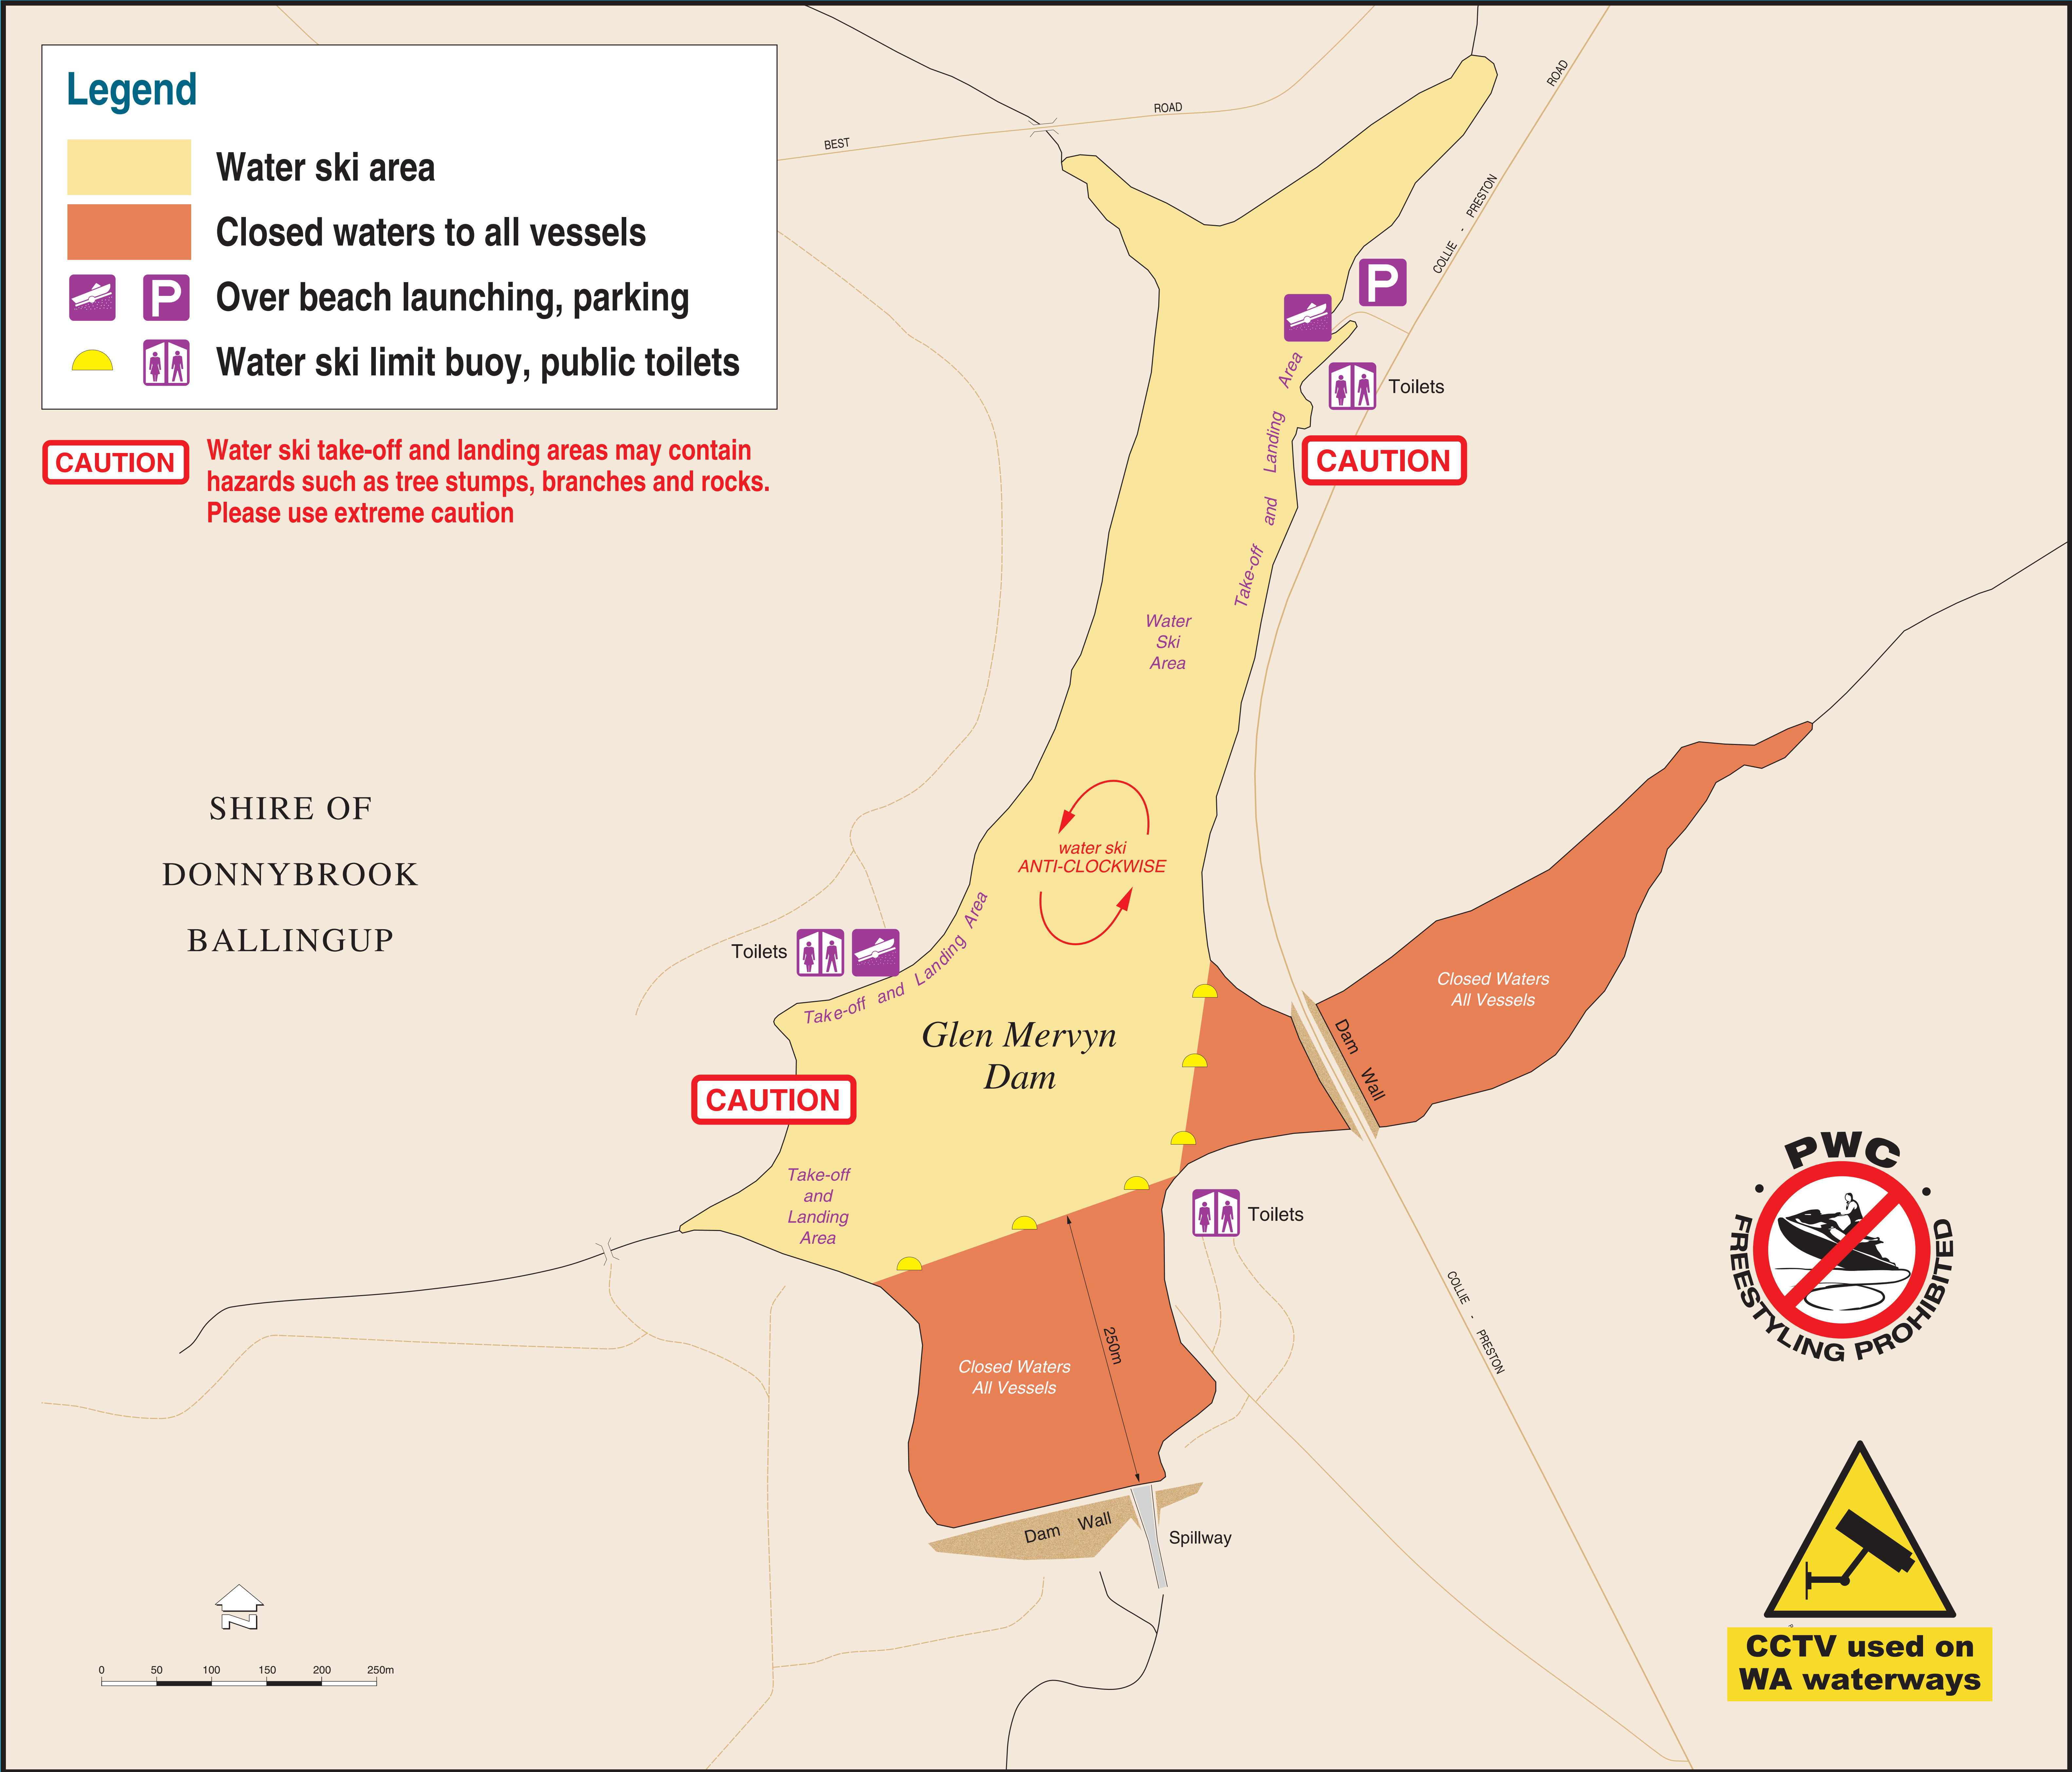 Legend
Water ski area
Closed waters to all vessels
P
Over beach launching, parking
Water ski limit buoy, public toilets
CAUTION
Water ski take-off and landing areas may contain
hazards such as tree stumps, branches and rocks.
Please use extreme caution
BEST
ROAD
ROAD
COLLIE - PRESTON
P
Toilets
CAUTION
Take-off and Landing Area
Water
Ski
Area
SHIRE OF
DONNYBROOK
BALLINGUP
water ski
ANTI-CLOCKWISE
Toilets
Take-off and Landing Area
Glen Mervyn
Dam
CAUTION
Take-off
and
Landing
Area
Closed Waters
All Vessels
Dam Wall
Toilets
COLLIE - PRESTON
250m
Closed Waters
All Vessels
Dam Wall
Spillway
PWC
FREESTYLING PROHIBITED
CCTV used on
WA waterways
N
0 50 100 150 200 250m